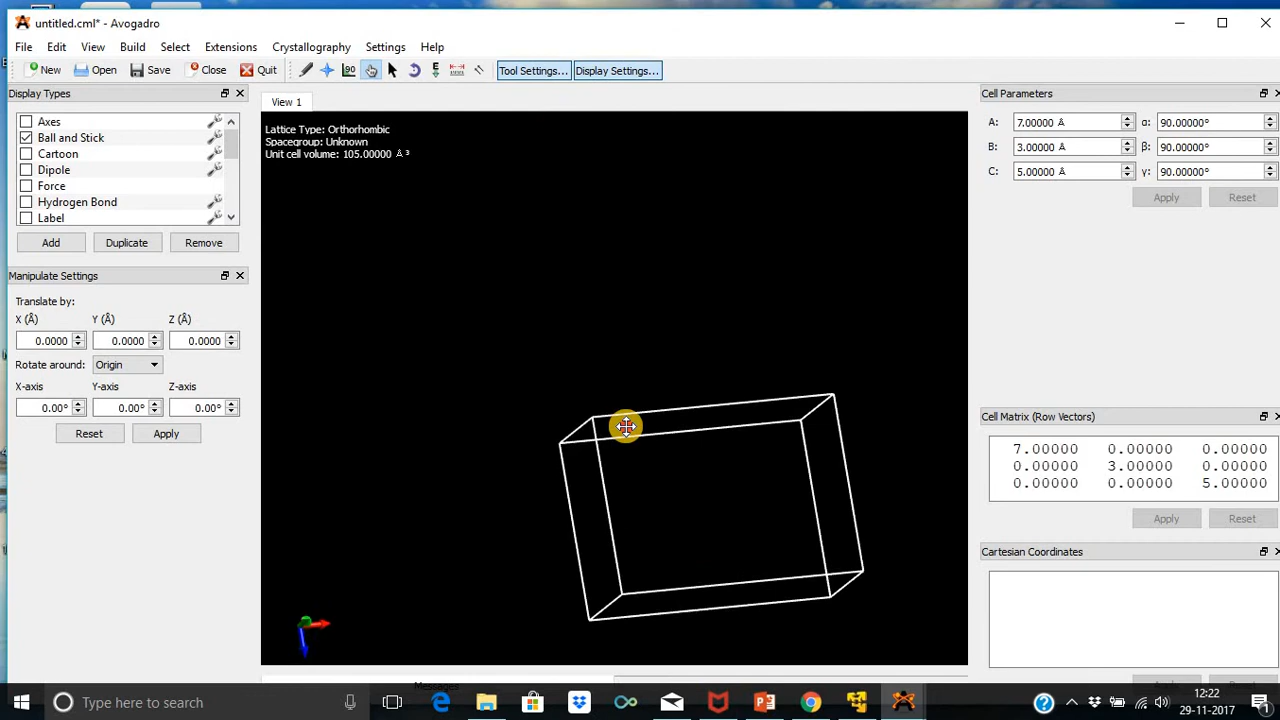 untitled.cml* - Avogadro
File Edit View Build Select Extensions Crystallography Settings Help
New Open Save Close Quit Tool Settings... Display Settings...
Display Types
Axes
Ball and Stick
Cartoon
Dipole
Force
Hydrogen Bond
Label
Add Duplicate Remove
Manipulate Settings
Translate by:
X (Å) Y (Å) Z (Å)
0.0000 0.0000 0.0000
Rotate around: Origin
X-axis Y-axis Z-axis
0.00° 0.00° 0.00°
Reset Apply
View 1
Lattice Type: Orthorhombic
Spacegroup: Unknown
Unit cell volume: 105.00000 Å³
Messages
Cell Parameters
A: 7.00000 Å α: 90.00000°
B: 3.00000 Å β: 90.00000°
C: 5.00000 Å γ: 90.00000°
Apply Reset
Cell Matrix (Row Vectors)
7.00000 0.00000 0.00000
0.00000 3.00000 0.00000
0.00000 0.00000 5.00000
Apply Reset
Cartesian Coordinates
Type here to search
12:22
29-11-2017